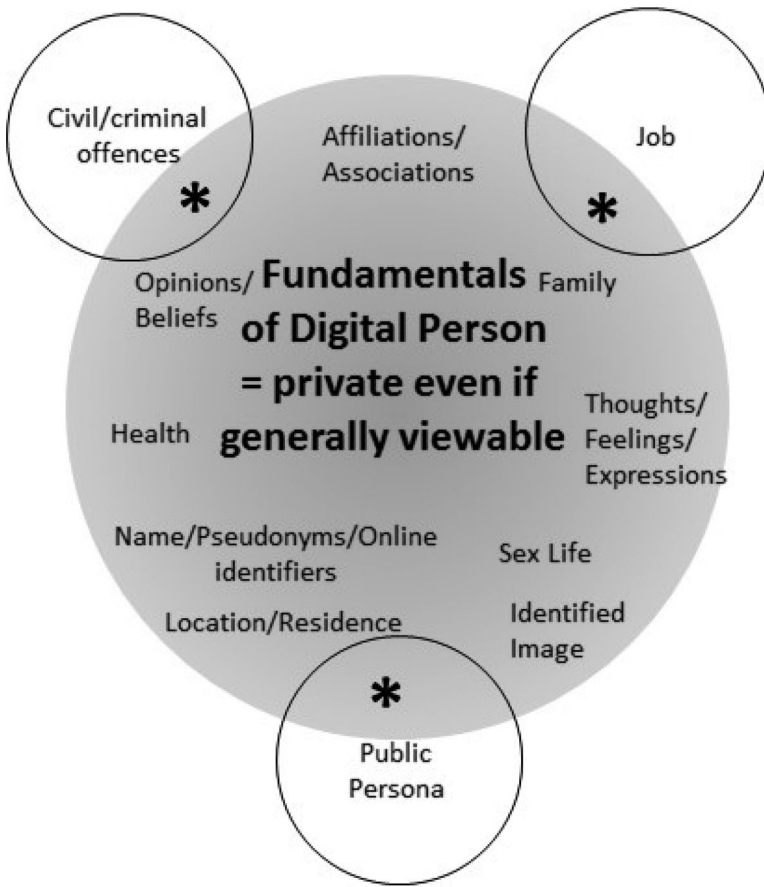 Civil/criminal
offences
Job
Affiliations/
Associations
*
*
Fundamentals
of Digital Person
= private even if
generally viewable
Opinions/
Beliefs
Family
Health
Thoughts/
Feelings/
Expressions
Name/Pseudonyms/Online
identifiers
Sex Life
Location/Residence
Identified
Image
*
Public
Persona